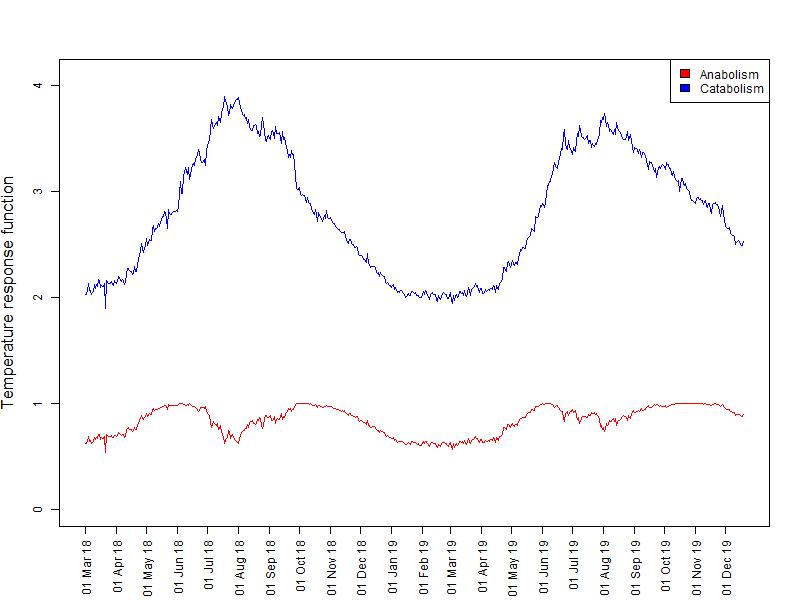 Anabolism
Catabolism
Temperature response function
4
3
2
1
0
01 Mar 18
01 Apr 18
01 May 18
01 Jun 18
01 Jul 18
01 Aug 18
01 Sep 18
01 Oct 18
01 Nov 18
01 Dec 18
01 Jan 19
01 Feb 19
01 Mar 19
01 Apr 19
01 May 19
01 Jun 19
01 Jul 19
01 Aug 19
01 Sep 19
01 Oct 19
01 Nov 19
01 Dec 19